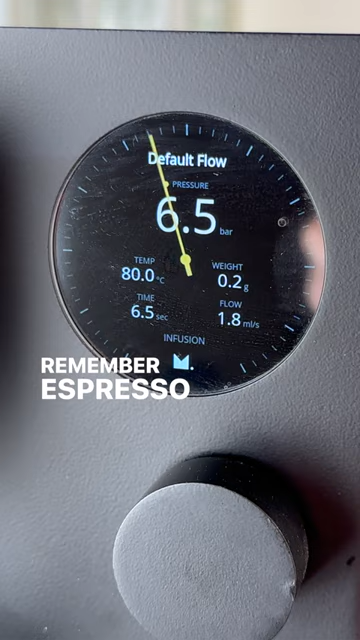 Default Flow
PRESSURE
6.5 bar
TEMP
80.0 °C
WEIGHT
0.2 g
TIME
6.5 sec
FLOW
1.8 ml/s
INFUSION
M.
REMEMBER
ESPRESSO